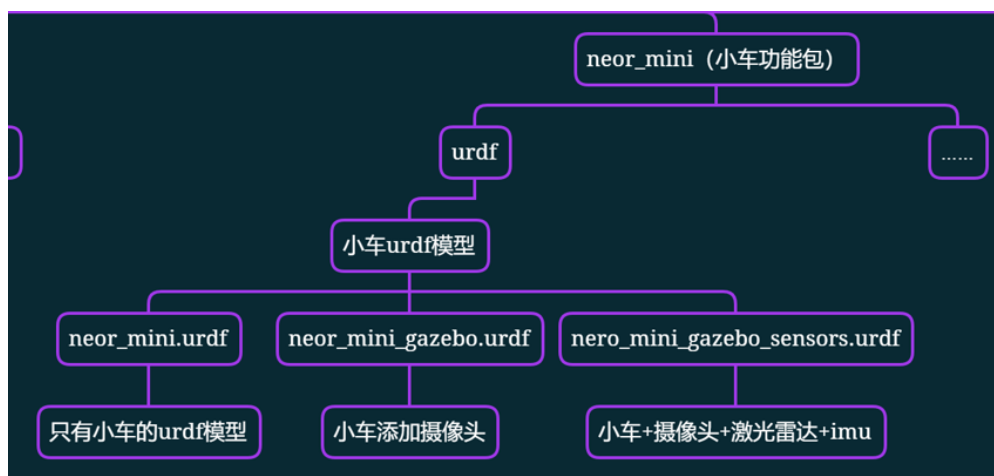 neor_mini（小车功能包）
urdf
......
小车urdf模型
neor_mini.urdf
neor_mini_gazebo.urdf
nero_mini_gazebo_sensors.urdf
只有小车的urdf模型
小车添加摄像头
小车+摄像头+激光雷达+imu